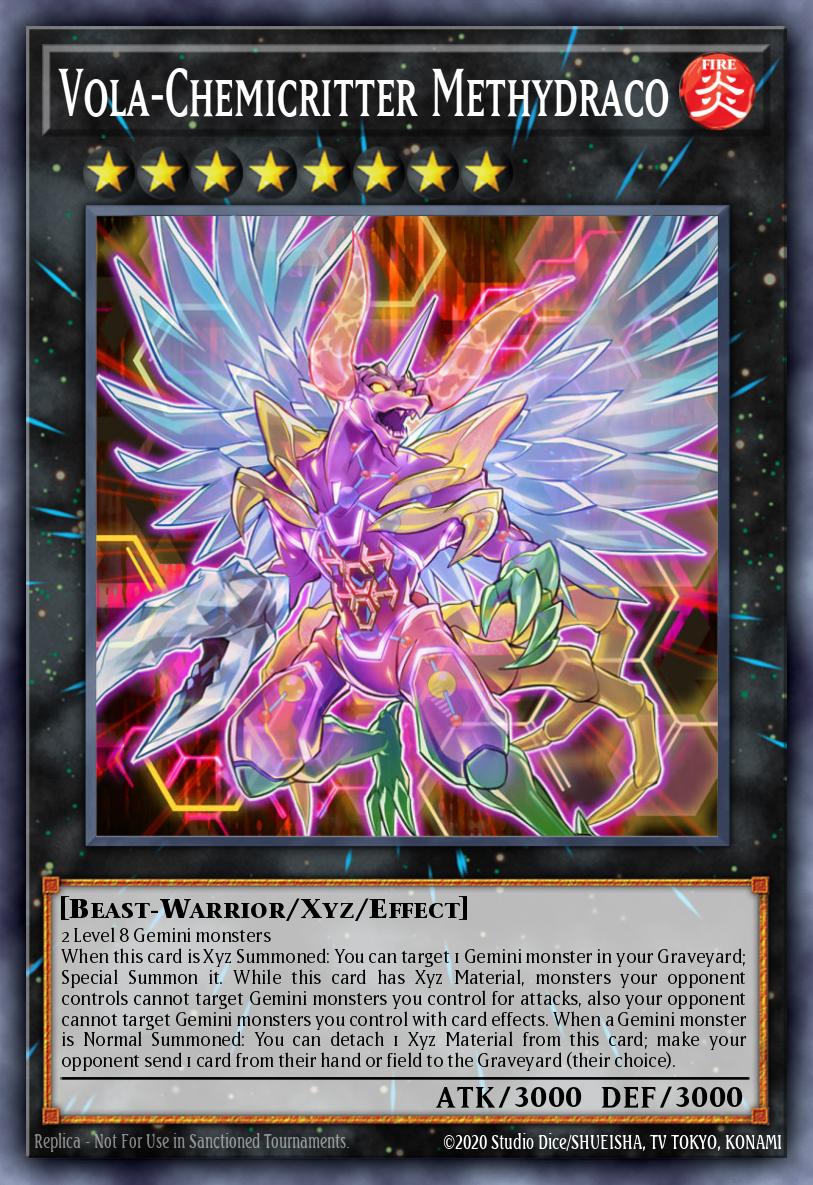 Vola-Chemicritter Methydraco
FIRE
炎
[Beast-Warrior/Xyz/Effect]
2 Level 8 Gemini monsters
When this card is Xyz Summoned: You can target 1 Gemini monster in your Graveyard;
Special Summon it. While this card has Xyz Material, monsters your opponent
controls cannot target Gemini monsters you control for attacks, also your opponent
cannot target Gemini monsters you control with card effects. When a Gemini monster
is Normal Summoned: You can detach 1 Xyz Material from this card; make your
opponent send 1 card from their hand or field to the Graveyard (their choice).
ATK/3000 DEF/3000
Replica - Not For Use in Sanctioned Tournaments.
©2020 Studio Dice/SHUEISHA, TV TOKYO, KONAMI